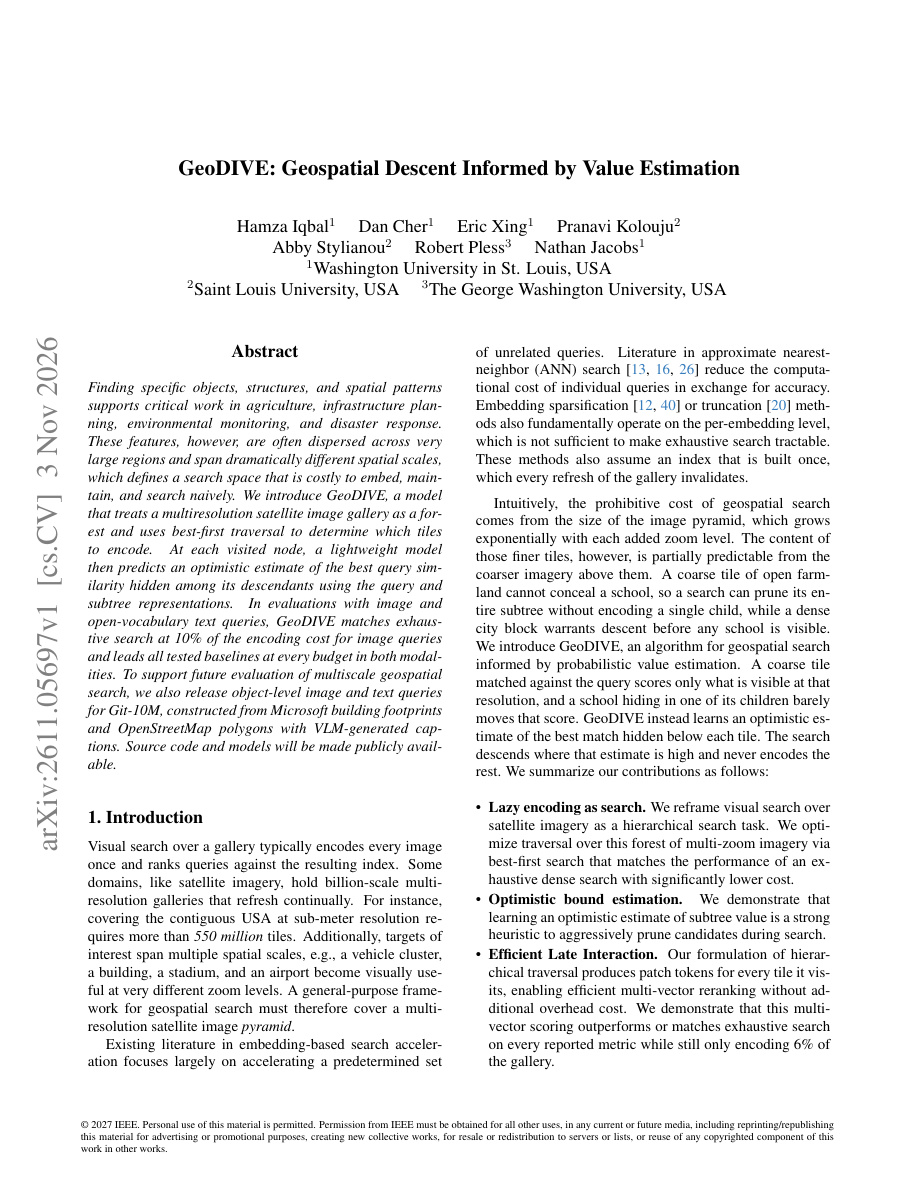 GeoDIVE: Geospatial Descent Informed by Value Estimation
Hamza Iqbal1 Dan Cher1 Eric Xing1 Pranavi Kolouju2
Abby Stylianou2 Robert Pless3 Nathan Jacobs1
1Washington University in St. Louis, USA
2Saint Louis University, USA 3The George Washington University, USA
arXiv:2611.05697v1 [cs.CV] 3 Nov 2026
Abstract
Finding specific objects, structures, and spatial patterns
supports critical work in agriculture, infrastructure plan-
ning, environmental monitoring, and disaster response.
These features, however, are often dispersed across very
large regions and span dramatically different spatial scales,
which defines a search space that is costly to embed, main-
tain, and search naively. We introduce GeoDIVE, a model
that treats a multiresolution satellite image gallery as a for-
est and uses best-first traversal to determine which tiles
to encode. At each visited node, a lightweight model
then predicts an optimistic estimate of the best query sim-
ilarity hidden among its descendants using the query and
subtree representations. In evaluations with image and
open-vocabulary text queries, GeoDIVE matches exhaus-
tive search at 10% of the encoding cost for image queries
and leads all tested baselines at every budget in both modal-
ities. To support future evaluation of multiscale geospatial
search, we also release object-level image and text queries
for Git-10M, constructed from Microsoft building footprints
and OpenStreetMap polygons with VLM-generated cap-
tions. Source code and models will be made publicly avail-
able.
1. Introduction
Visual search over a gallery typically encodes every image
once and ranks queries against the resulting index. Some
domains, like satellite imagery, hold billion-scale multi-
resolution galleries that refresh continually. For instance,
covering the contiguous USA at sub-meter resolution re-
quires more than 550 million tiles. Additionally, targets of
interest span multiple spatial scales, e.g., a vehicle cluster,
a building, a stadium, and an airport become visually use-
ful at very different zoom levels. A general-purpose frame-
work for geospatial search must therefore cover a multi-
resolution satellite image pyramid.
Existing literature in embedding-based search acceler-
ation focuses largely on accelerating a predetermined set
of unrelated queries. Literature in approximate nearest-
neighbor (ANN) search [13, 16, 26] reduce the computa-
tional cost of individual queries in exchange for accuracy.
Embedding sparsification [12, 40] or truncation [20] meth-
ods also fundamentally operate on the per-embedding level,
which is not sufficient to make exhaustive search tractable.
These methods also assume an index that is built once,
which every refresh of the gallery invalidates.
Intuitively, the prohibitive cost of geospatial search
comes from the size of the image pyramid, which grows
exponentially with each added zoom level. The content of
those finer tiles, however, is partially predictable from the
coarser imagery above them. A coarse tile of open farm-
land cannot conceal a school, so a search can prune its en-
tire subtree without encoding a single child, while a dense
city block warrants descent before any school is visible.
We introduce GeoDIVE, an algorithm for geospatial search
informed by probabilistic value estimation. A coarse tile
matched against the query scores only what is visible at that
resolution, and a school hiding in one of its children barely
moves that score. GeoDIVE instead learns an optimistic es-
timate of the best match hidden below each tile. The search
descends where that estimate is high and never encodes the
rest. We summarize our contributions as follows:
• Lazy encoding as search. We reframe visual search over
satellite imagery as a hierarchical search task. We opti-
mize traversal over this forest of multi-zoom imagery via
best-first search that matches the performance of an ex-
haustive dense search with significantly lower cost.
• Optimistic bound estimation. We demonstrate that
learning an optimistic estimate of subtree value is a strong
heuristic to aggressively prune candidates during search.
• Efficient Late Interaction. Our formulation of hierar-
chical traversal produces patch tokens for every tile it vis-
its, enabling efficient multi-vector reranking without ad-
ditional overhead cost. We demonstrate that this multi-
vector scoring outperforms or matches exhaustive search
on every reported metric while still only encoding 6% of
the gallery.
© 2027 IEEE. Personal use of this material is permitted. Permission from IEEE must be obtained for all other uses, in any current or future media, including reprinting/republishing
this material for advertising or promotional purposes, creating new collective works, for resale or redistribution to servers or lists, or reuse of any copyrighted component of this
work in other works.